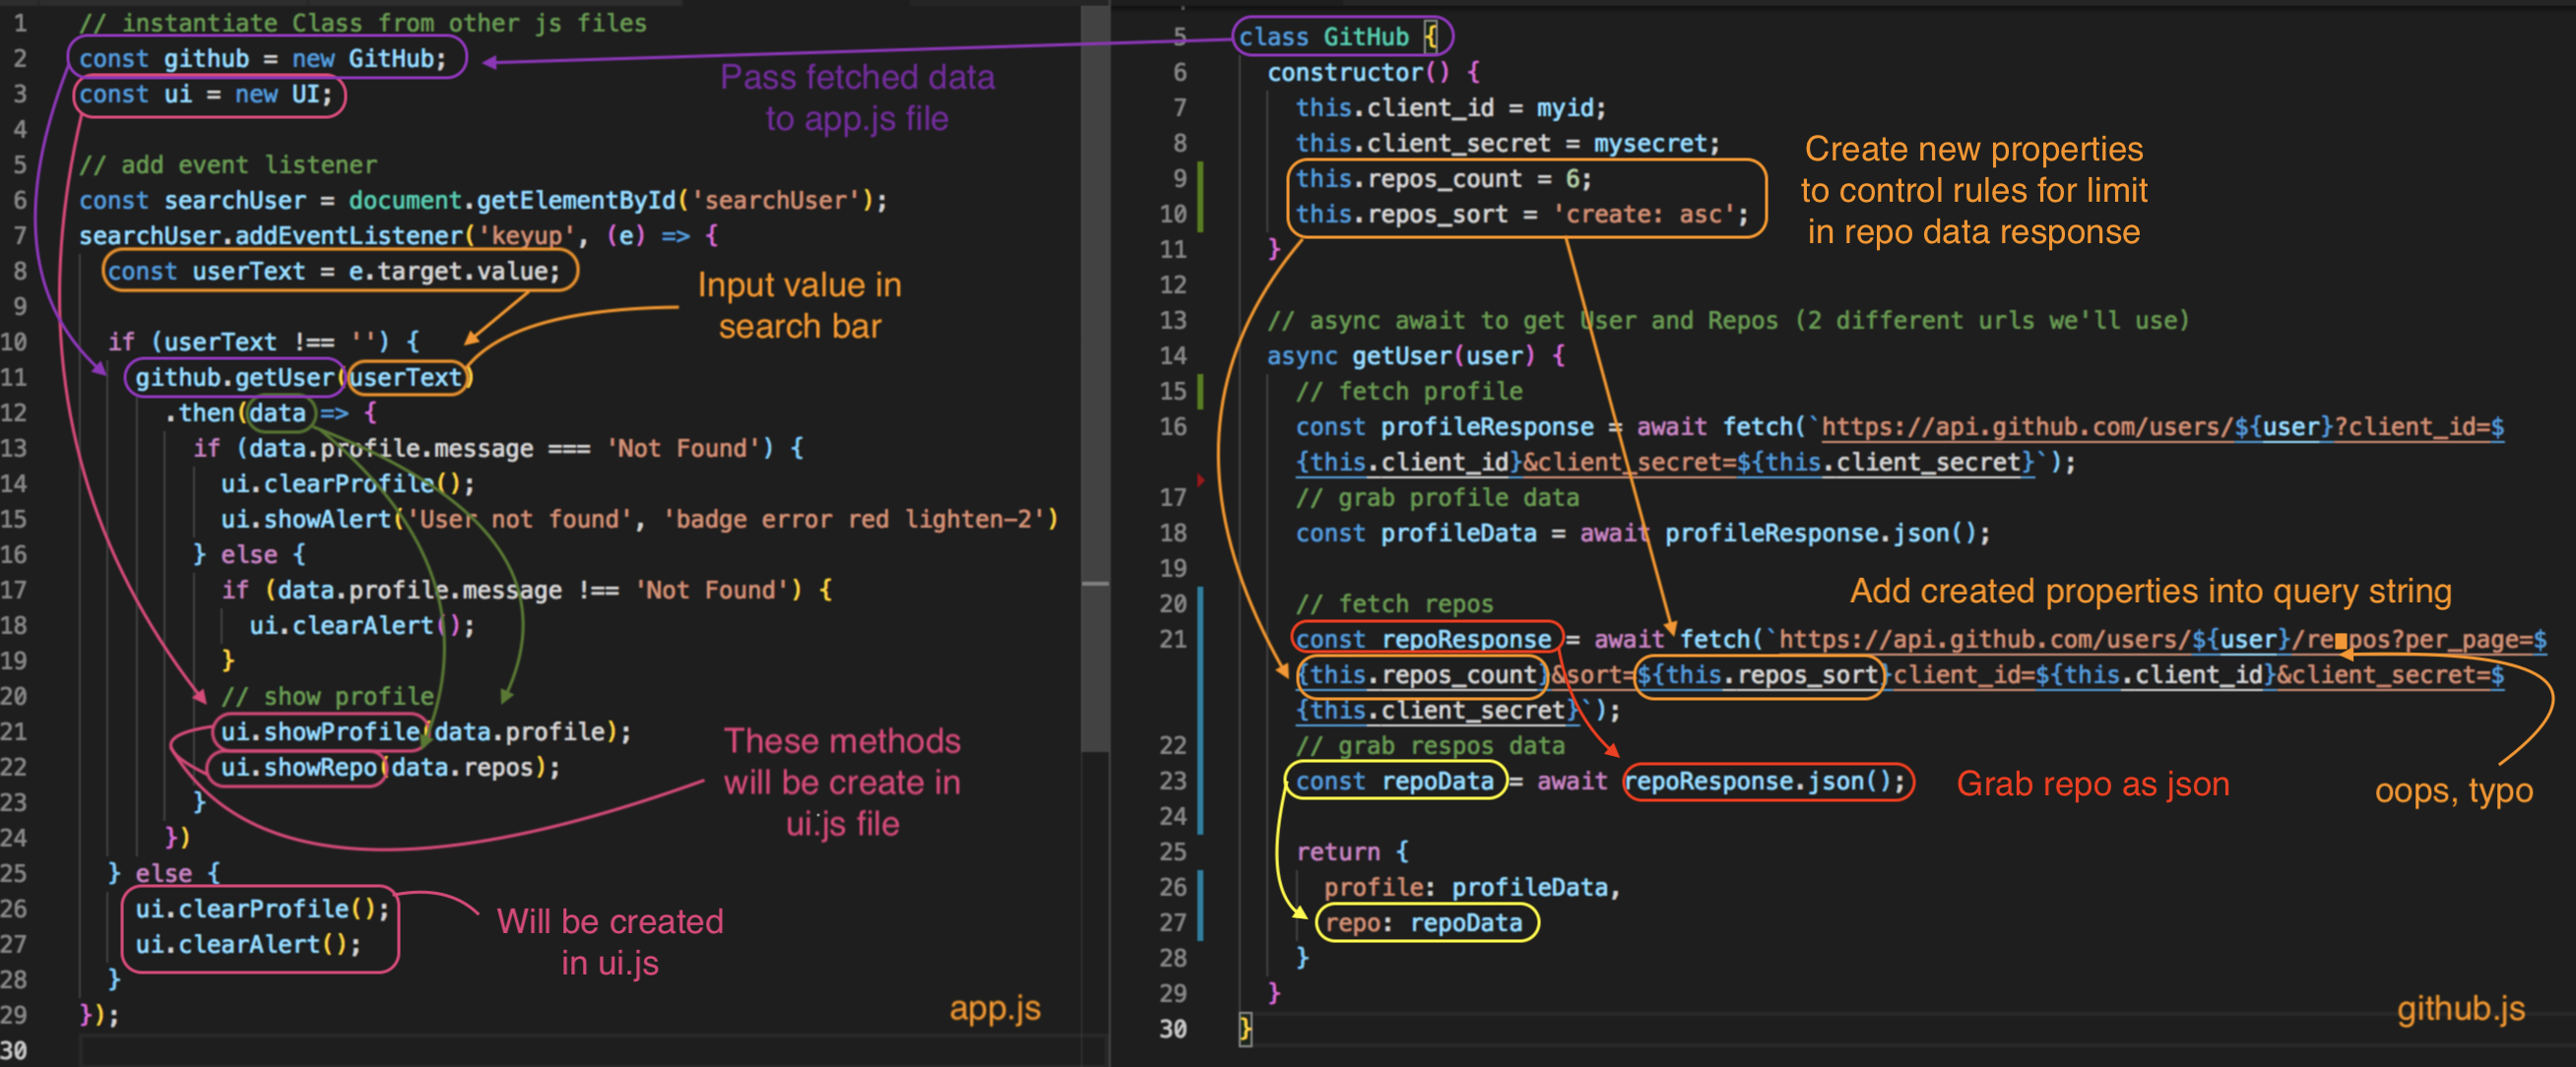 1 // instantiate Class from other js files
2 const github = new GitHub;
3 const ui = new UI;
4
5 // add event listener
6 const searchUser = document.getElementById('searchUser');
7 searchUser.addEventListener('keyup', (e) => {
8 const userText = e.target.value;
9
10 if (userText !== '') {
11 github.getUser(userText)
12 .then(data => {
13 if (data.profile.message === 'Not Found') {
14 ui.clearProfile();
15 ui.showAlert('User not found', 'badge error red lighten-2')
16 } else {
17 if (data.profile.message !== 'Not Found') {
18 ui.clearAlert();
19 }
20 // show profile
21 ui.showProfile(data.profile);
22 ui.showRepo(data.repos);
23 }
24 })
25 } else {
26 ui.clearProfile();
27 ui.clearAlert();
28 }
29 });
30
Pass fetched data
to app.js file
Input value in
search bar
These methods
will be create in
ui.js file
Will be created
in ui.js
app.js
5 class GitHub {
6 constructor() {
7 this.client_id = myid;
8 this.client_secret = mysecret;
9 this.repos_count = 6;
10 this.repos_sort = 'create: asc';
11 }
12
13 // async await to get User and Repos (2 different urls we'll use)
14 async getUser(user) {
15 // fetch profile
16 const profileResponse = await fetch(`https://api.github.com/users/${user}?client_id=$
{this.client_id}&client_secret=${this.client_secret}`);
17 // grab profile data
18 const profileData = await profileResponse.json();
19
20 // fetch repos
21 const repoResponse = await fetch(`https://api.github.com/users/${user}/re pos?per_page=$
{this.repos_count}&sort=${this.repos_sort}client_id=${this.client_id}&client_secret=$
{this.client_secret}`);
22 // grab respos data
23 const repoData = await repoResponse.json();
24
25 return {
26 profile: profileData,
27 repo: repoData
28 }
29 }
30 }
Create new properties
to control rules for limit
in repo data response
Add created properties into query string
Grab repo as json
oops, typo
github.js